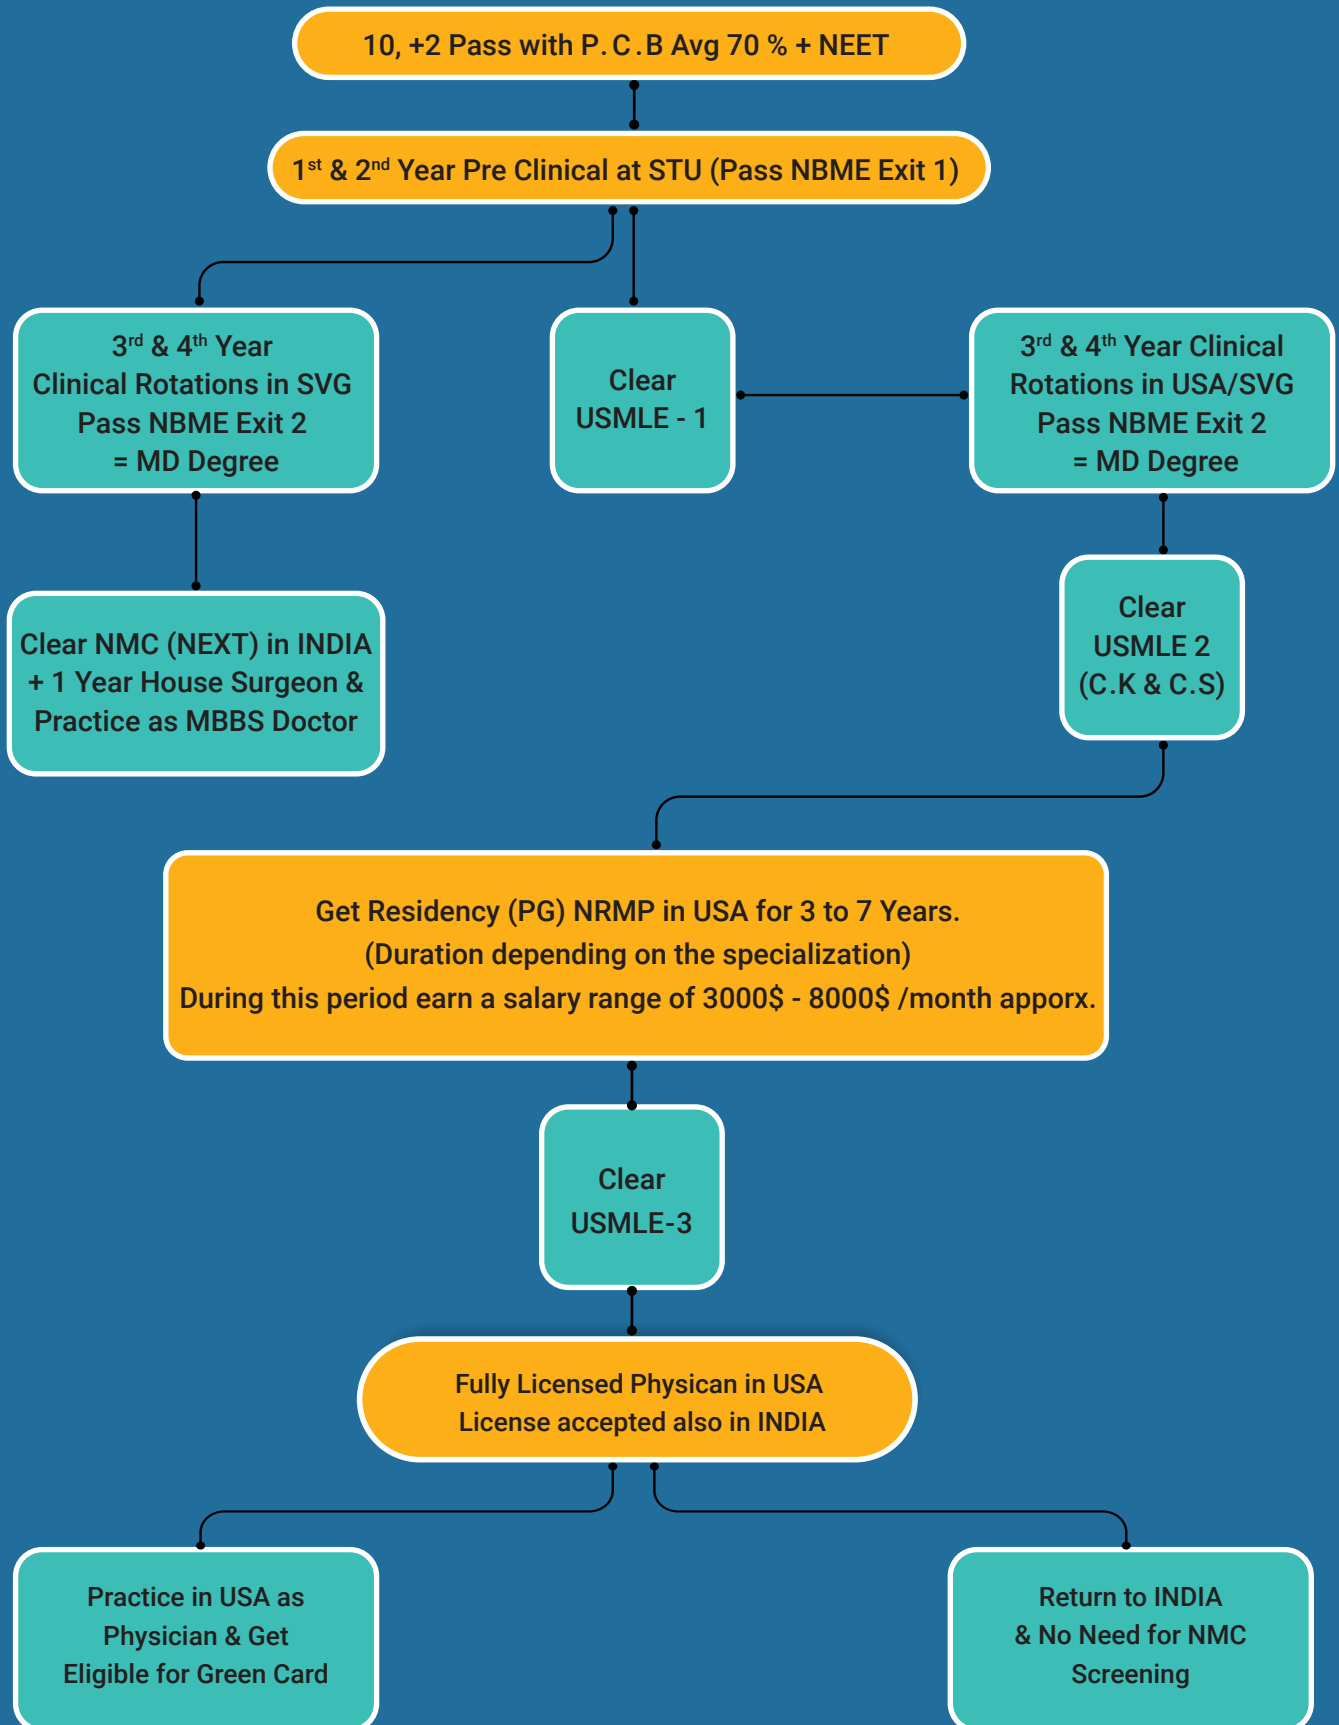 10, +2 Pass with P.C.B Avg 70 % + NEET
1st & 2nd Year Pre Clinical at STU (Pass NBME Exit 1)
3rd & 4th Year
Clinical Rotations in SVG
Pass NBME Exit 2
= MD Degree
Clear
USMLE - 1
3rd & 4th Year Clinical
Rotations in USA/SVG
Pass NBME Exit 2
= MD Degree
Clear NMC (NEXT) in INDIA
+ 1 Year House Surgeon &
Practice as MBBS Doctor
Clear
USMLE 2
(C.K & C.S)
Get Residency (PG) NRMP in USA for 3 to 7 Years.
(Duration depending on the specialization)
During this period earn a salary range of 3000$ - 8000$ /month apporx.
Clear
USMLE-3
Fully Licensed Physican in USA
License accepted also in INDIA
Practice in USA as
Physician & Get
Eligible for Green Card
Return to INDIA
& No Need for NMC
Screening